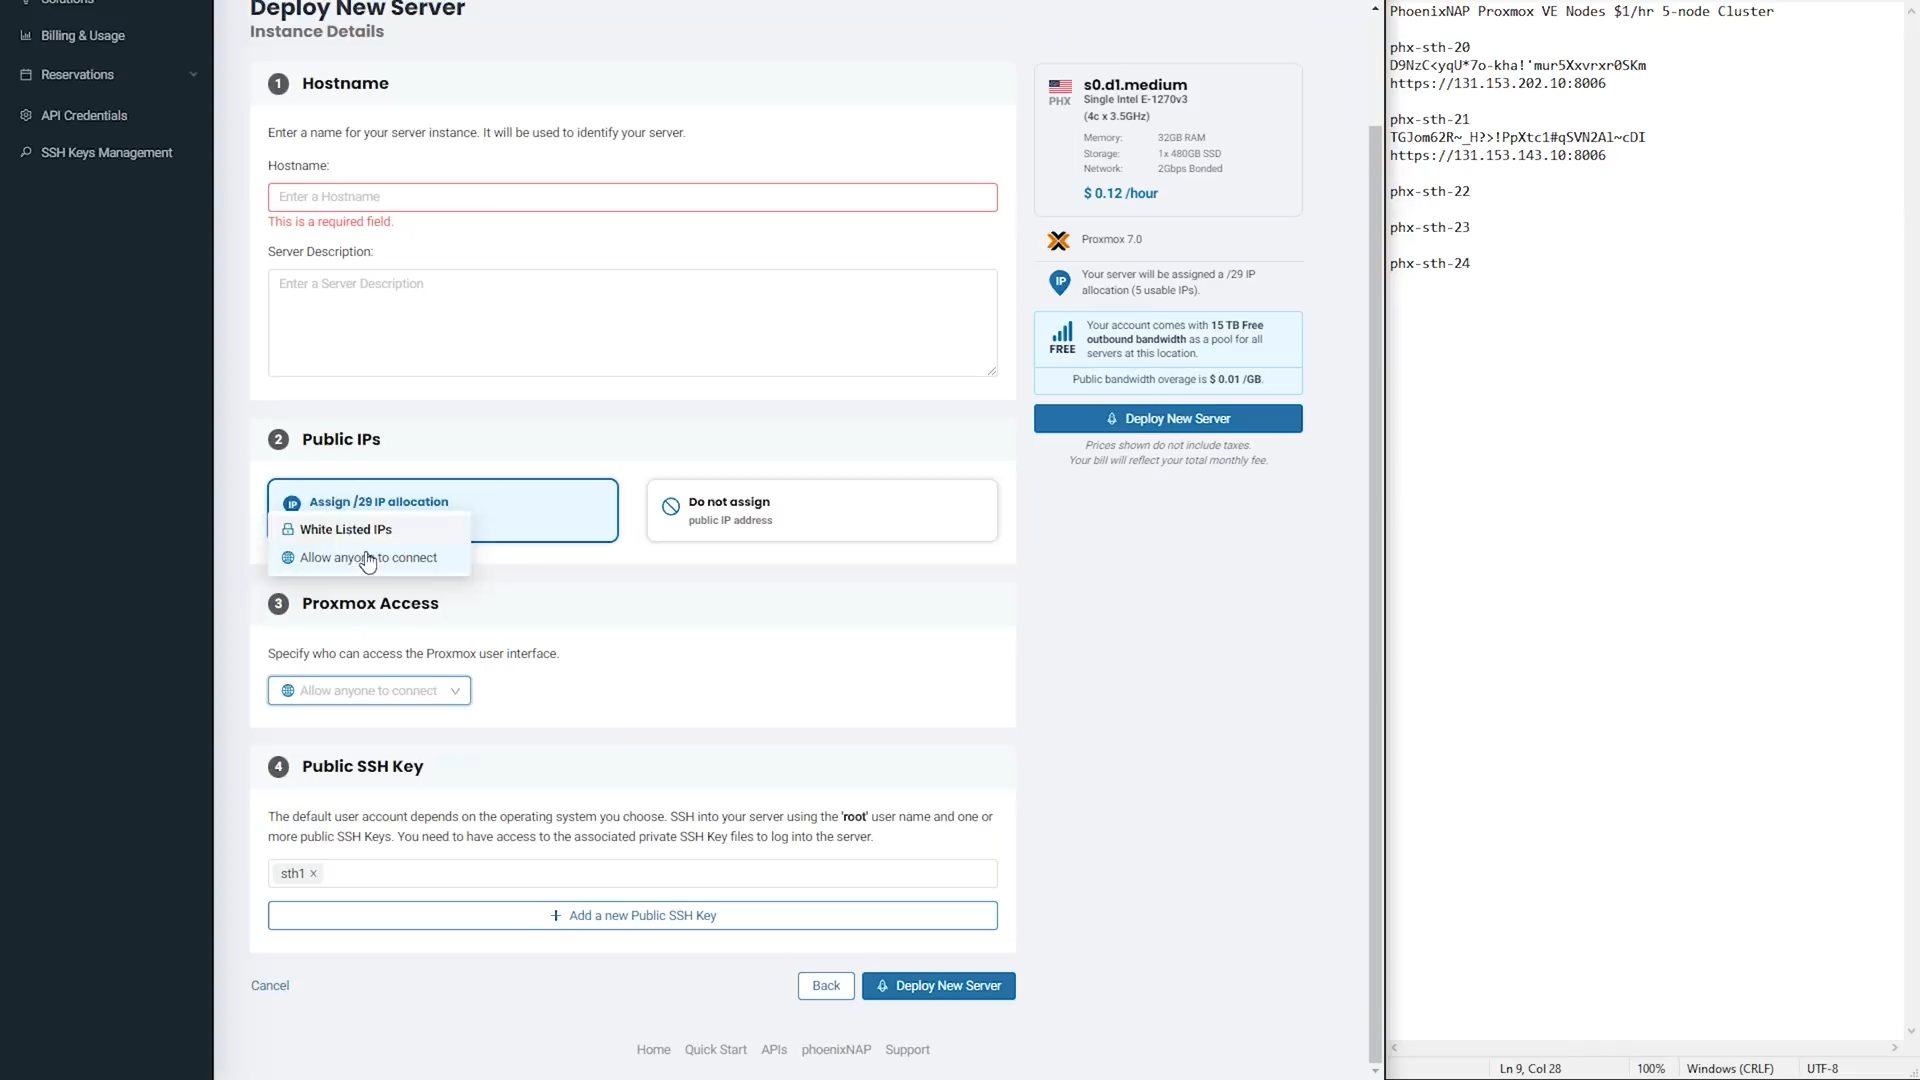 Deploy New Server
Instance Details
Solutions
Billing & Usage
Reservations
API Credentials
SSH Keys Management
1 Hostname
Enter a name for your server instance. It will be used to identify your server.
Hostname:
Enter a Hostname
This is a required field.
Server Description:
Enter a Server Description
2 Public IPs
IP Assign /29 IP allocation
White Listed IPs
Allow anyone to connect
Do not assign
public IP address
3 Proxmox Access
Specify who can access the Proxmox user interface.
Allow anyone to connect
4 Public SSH Key
The default user account depends on the operating system you choose. SSH into your server using the 'root' user name and one or
more public SSH Keys. You need to have access to the associated private SSH Key files to log into the server.
sth1 ×
+ Add a new Public SSH Key
Cancel
Back
Deploy New Server
Home Quick Start APIs phoenixNAP Support
PHX
s0.d1.medium
Single Intel E-1270v3
(4c x 3.5GHz)
Memory: 32GB RAM
Storage: 1x 480GB SSD
Network: 2Gbps Bonded
$ 0.12 /hour
Proxmox 7.0
IP
Your server will be assigned a /29 IP
allocation (5 usable IPs).
FREE
Your account comes with 15 TB Free
outbound bandwidth as a pool for all
servers at this location.
Public bandwidth overage is $ 0.01 /GB.
Deploy New Server
Prices shown do not include taxes.
Your bill will reflect your total monthly fee.
PhoenixNAP Proxmox VE Nodes $1/hr 5-node Cluster
phx-sth-20
D9NzC<yqU*7o-kha!'mur5Xxvrxr0SKm
https://131.153.202.10:8006
phx-sth-21
TGJom62R~_H?>!PpXtc1#qSVN2Al~cDI
https://131.153.143.10:8006
phx-sth-22
phx-sth-23
phx-sth-24
Ln 9, Col 28
100%
Windows (CRLF)
UTF-8